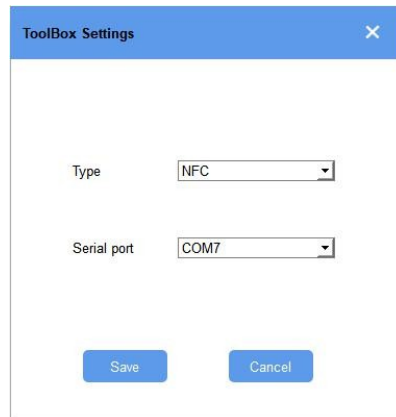 ToolBox Settings
Type NFC
Serial port COM7
Save Cancel